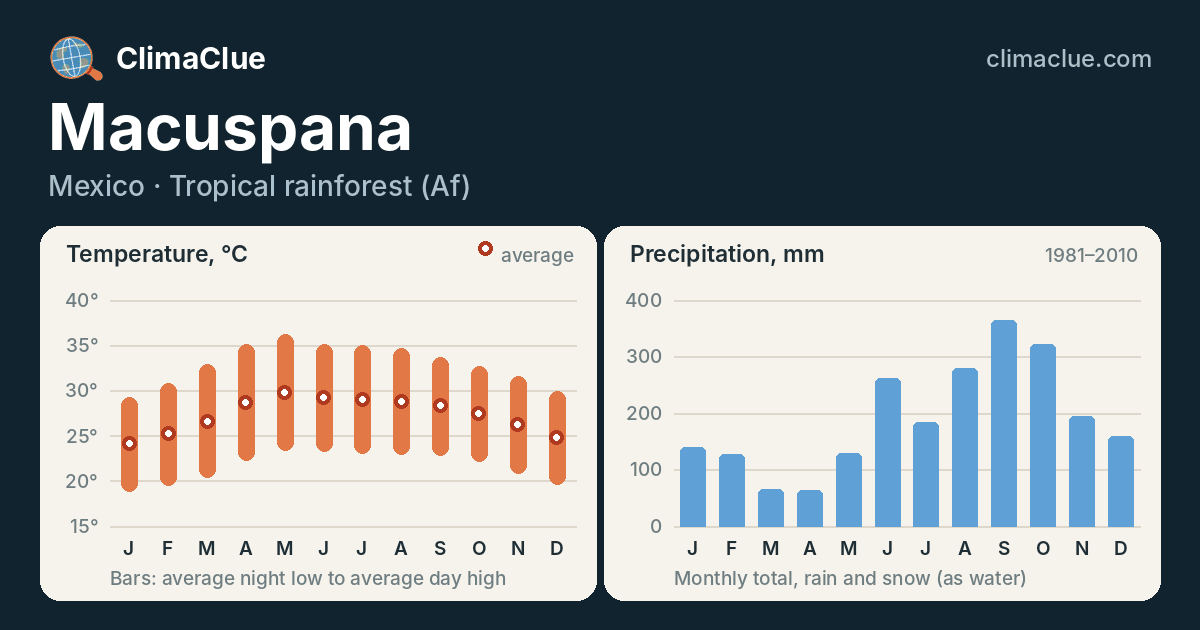 ClimaClue
climaclue.com
Macuspana
Mexico · Tropical rainforest (Af)
Temperature, °C
average
40°
35°
30°
25°
20°
15°
J F M A M J J A S O N D
Bars: average night low to average day high
Precipitation, mm
1981–2010
400
300
200
100
0
J F M A M J J A S O N D
Monthly total, rain and snow (as water)